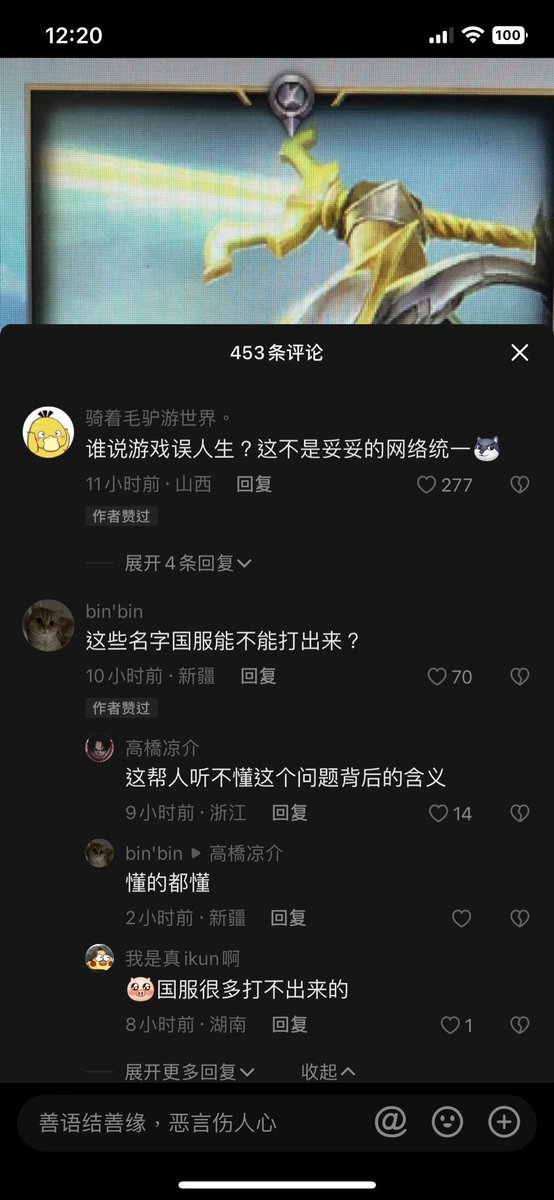 12:20
100
453条评论
骑着毛驴游世界。
谁说游戏误人生？这不是妥妥的网络统一
11小时前·山西 回复 277
作者赞过
展开4条回复
bin'bin
这些名字国服能不能打出来？
10小时前·新疆 回复 70
作者赞过
高橋凉介
这帮人听不懂这个问题背后的含义
9小时前·浙江 回复 14
bin'bin ▸ 高橋凉介
懂的都懂
2小时前·新疆 回复
我是真ikun啊
国服很多打不出来的
8小时前·湖南 回复 1
展开更多回复 收起
善语结善缘，恶言伤人心